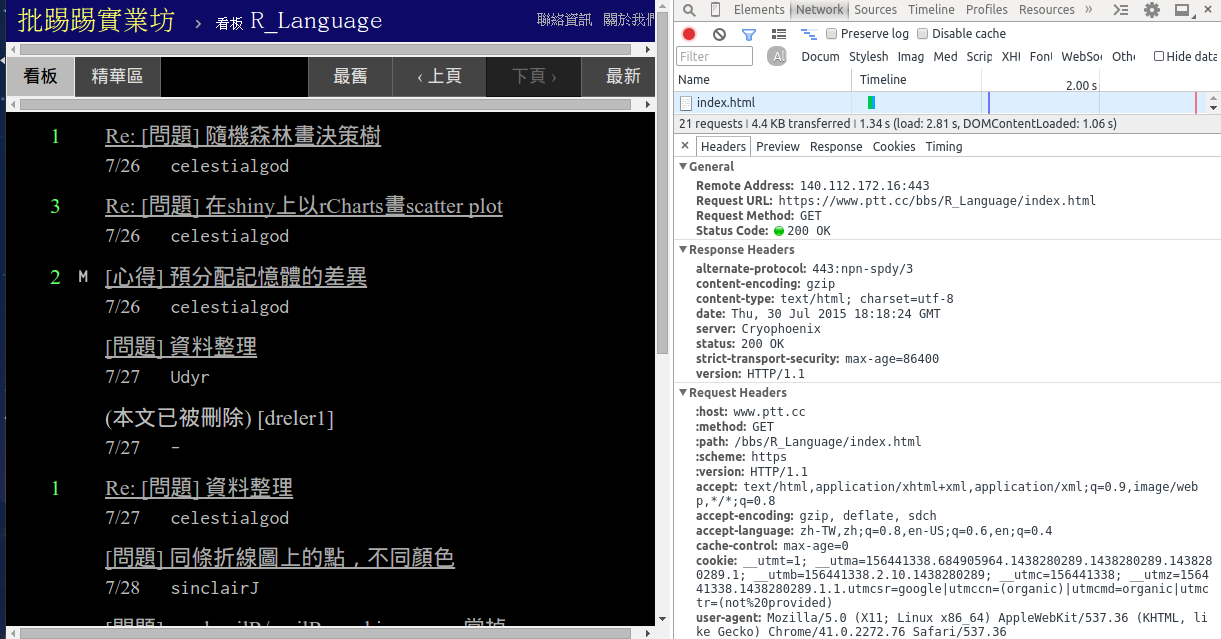 批踢踢實業坊 › 看板 R_Language 聯絡資訊 關於我們
看板 精華區 最舊 ‹ 上頁 下頁 › 最新
1 Re: [問題] 隨機森林畫決策樹
7/26 celestialgod
3 Re: [問題] 在shiny上以rCharts畫scatter plot
7/26 celestialgod
2 M [心得] 預分配記憶體的差異
7/26 celestialgod
[問題] 資料整理
7/27 Udyr
(本文已被刪除) [dreler1]
7/27 -
1 Re: [問題] 資料整理
7/27 celestialgod
[問題] 同條折線圖上的點，不同顏色
7/28 sinclairJ
Elements Network Sources Timeline Profiles Resources »
Preserve log Disable cache
Filter All Docum Stylesh Imag Med Scrip XHR Font WebSoc Othe Hide data
Name Timeline
2.00 s
index.html
21 requests | 4.4 KB transferred | 1.34 s (load: 2.81 s, DOMContentLoaded: 1.06 s)
× Headers Preview Response Cookies Timing
General
Remote Address: 140.112.172.16:443
Request URL: https://www.ptt.cc/bbs/R_Language/index.html
Request Method: GET
Status Code: 200 OK
Response Headers
alternate-protocol: 443:npn-spdy/3
content-encoding: gzip
content-type: text/html; charset=utf-8
date: Thu, 30 Jul 2015 18:18:24 GMT
server: Cryophoenix
status: 200 OK
strict-transport-security: max-age=86400
version: HTTP/1.1
Request Headers
:host: www.ptt.cc
:method: GET
:path: /bbs/R_Language/index.html
:scheme: https
:version: HTTP/1.1
accept: text/html,application/xhtml+xml,application/xml;q=0.9,image/web
p,*/*;q=0.8
accept-encoding: gzip, deflate, sdch
accept-language: zh-TW,zh;q=0.8,en-US;q=0.6,en;q=0.4
cache-control: max-age=0
cookie: __utmt=1; __utma=156441338.684905964.1438280289.1438280289.143828
0289.1; __utmb=156441338.2.10.1438280289; __utmc=156441338; __utmz=1564
41338.1438280289.1.1.utmcsr=google|utmccn=(organic)|utmcmd=organic|utm
ctr=(not%20provided)
user-agent: Mozilla/5.0 (X11; Linux x86_64) AppleWebKit/537.36 (KHTML, li
ke Gecko) Chrome/41.0.2272.76 Safari/537.36